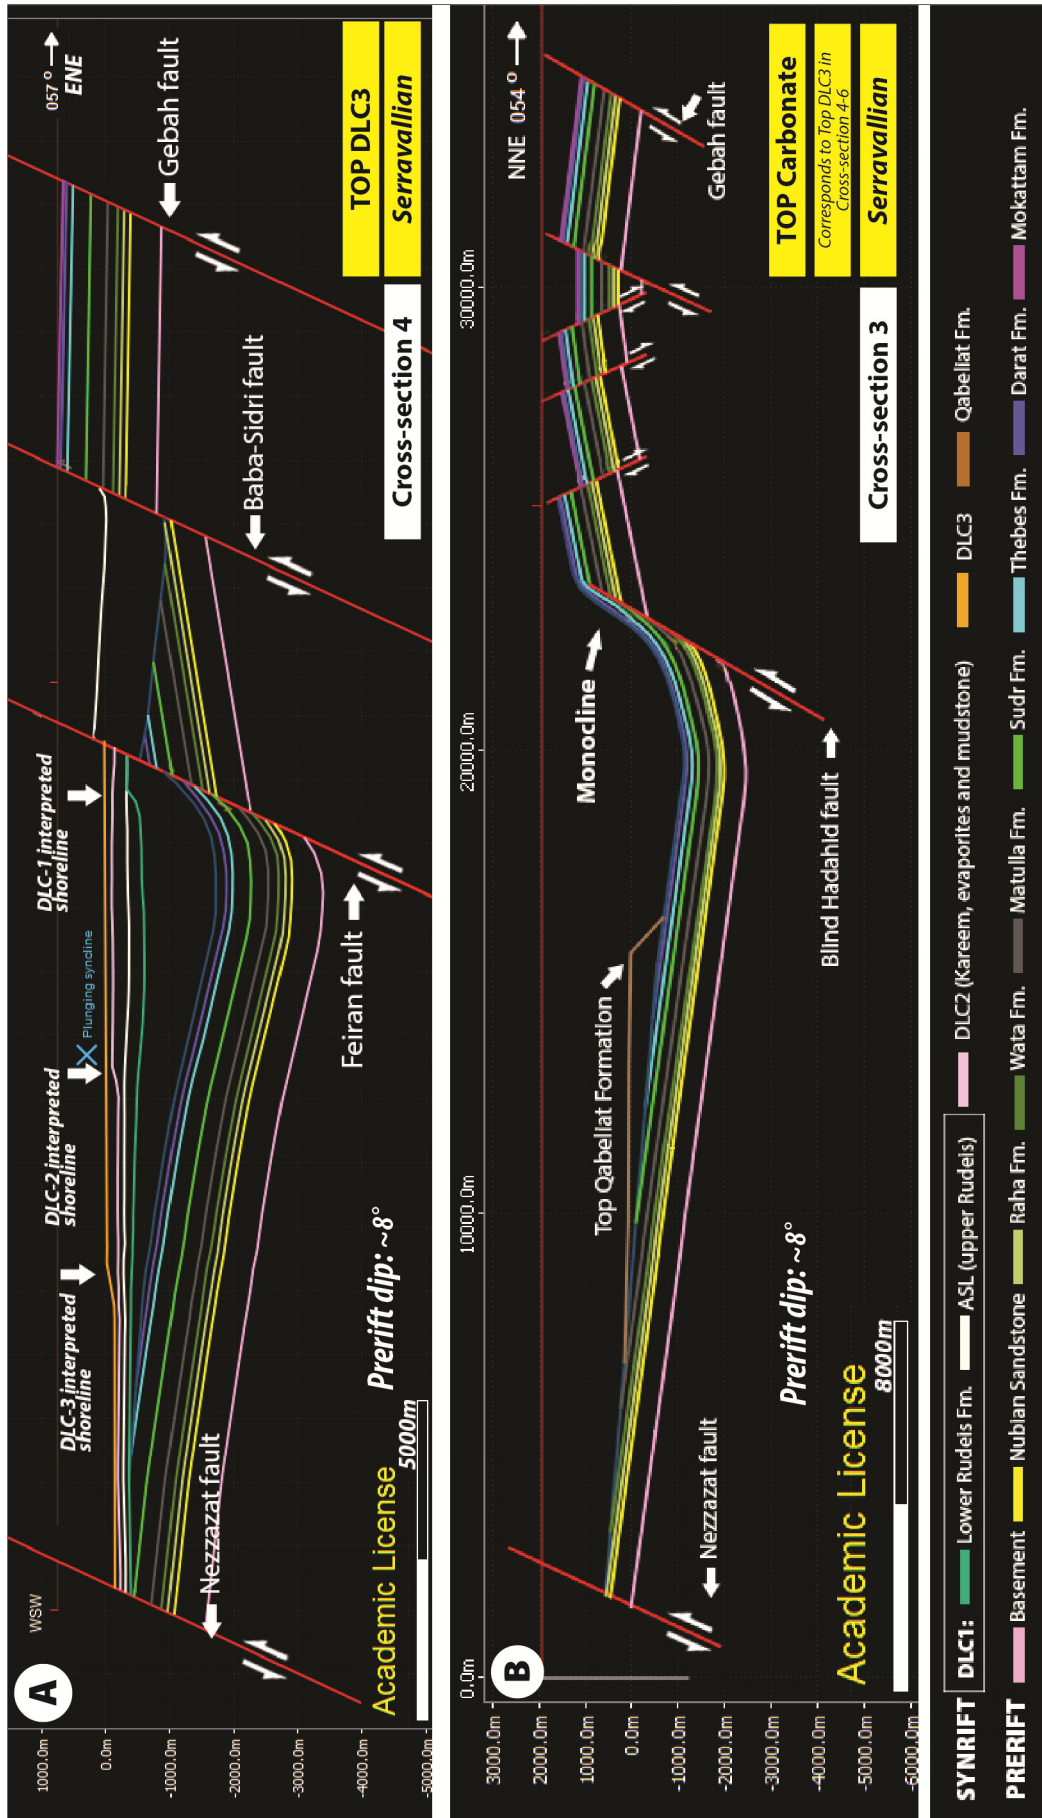 A
WSW
057 ° →
ENE
DLC-3 interpreted
shoreline
DLC-2 interpreted
shoreline
DLC-1 interpreted
shoreline
Plunging syncline
TOP DLC3
Serravallian
Cross-section 4
Gebah fault
Baba-Sidri fault
Feiran fault
Nezzazat fault
Prerift dip: ~8°
Academic License
5000m
1000.0m
0.0m
-1000.0m
-2000.0m
-3000.0m
-4000.0m
-5000.0m
B
0.0m
10000.0m
20000.0m
30000.0m
NNE 054 ° →
TOP Carbonate
Corresponds to Top DLC3 in
Cross-section 4-6
Serravallian
Cross-section 3
Gebah fault
Monocline
Blind Hadahid fault
Top Qabeliat Formation
Nezzazat fault
Prerift dip: ~8°
Academic License
8000m
3000.0m
2000.0m
1000.0m
0.0m
-1000.0m
-2000.0m
-3000.0m
-4000.0m
-5000.0m
-6000.0m
SYNRIFT DLC1: Lower Rudeis Fm. ASL (upper Rudeis) DLC2 (Kareem, evaporites and mudstone) DLC3 Qabeliat Fm.
PRERIFT Basement Nubian Sandstone Raha Fm. Wata Fm. Matulla Fm. Sudr Fm. Thebes Fm. Darat Fm. Mokattam Fm.